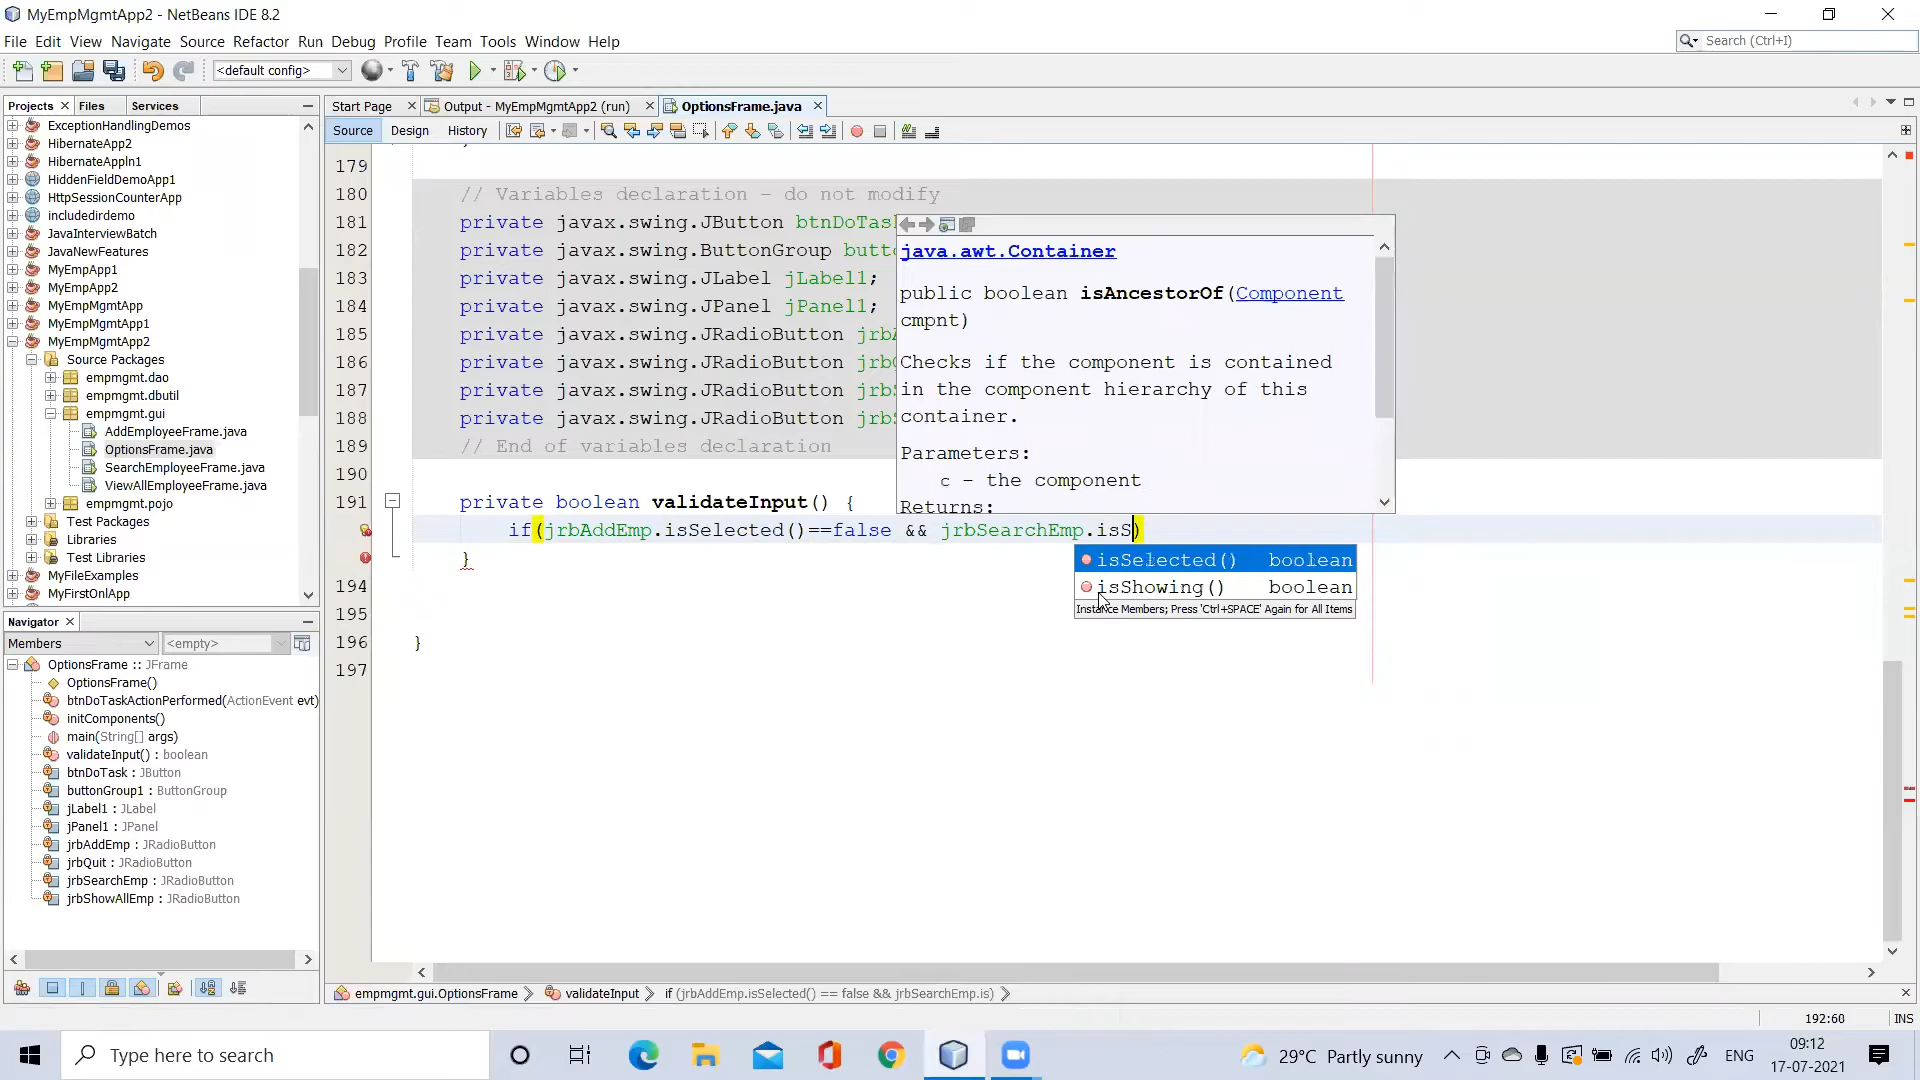 MyEmpMgmtApp2 - NetBeans IDE 8.2
File Edit View Navigate Source Refactor Run Debug Profile Team Tools Window Help
Search (Ctrl+I)
<default config>
Projects Files Services
Start Page Output - MyEmpMgmtApp2 (run) OptionsFrame.java
Source Design History
ExceptionHandlingDemos
HibernateApp2
HibernateAppln1
HiddenFieldDemoApp1
HttpSessionCounterApp
includedirdemo
JavaInterviewBatch
JavaNewFeatures
MyEmpApp1
MyEmpApp2
MyEmpMgmtApp
MyEmpMgmtApp1
MyEmpMgmtApp2
Source Packages
empmgmt.dao
empmgmt.dbutil
empmgmt.gui
AddEmployeeFrame.java
OptionsFrame.java
SearchEmployeeFrame.java
ViewAllEmployeeFrame.java
empmgmt.pojo
Test Packages
Libraries
Test Libraries
MyFileExamples
MyFirstOnlApp
Navigator
Members <empty>
OptionsFrame :: JFrame
OptionsFrame()
btnDoTaskActionPerformed(ActionEvent evt)
initComponents()
main(String[] args)
validateInput() : boolean
btnDoTask : JButton
buttonGroup1 : ButtonGroup
jLabel1 : JLabel
jPanel1 : JPanel
jrbAddEmp : JRadioButton
jrbQuit : JRadioButton
jrbSearchEmp : JRadioButton
jrbShowAllEmp : JRadioButton
179
180 // Variables declaration - do not modify
181 private javax.swing.JButton btnDoTas
182 private javax.swing.ButtonGroup butto
183 private javax.swing.JLabel jLabel1;
184 private javax.swing.JPanel jPanel1;
185 private javax.swing.JRadioButton jrbA
186 private javax.swing.JRadioButton jrbQ
187 private javax.swing.JRadioButton jrbS
188 private javax.swing.JRadioButton jrbS
189 // End of variables declaration
190
191 private boolean validateInput() {
if(jrbAddEmp.isSelected()==false && jrbSearchEmp.isS)
}
194
195
196 }
197
java.awt.Container
public boolean isAncestorOf(Component
cmpnt)
Checks if the component is contained
in the component hierarchy of this
container.
Parameters:
c - the component
Returns:
isSelected() boolean
isShowing() boolean
Instance Members; Press 'Ctrl+SPACE' Again for All Items
empmgmt.gui.OptionsFrame validateInput if (jrbAddEmp.isSelected() == false && jrbSearchEmp.is)
192:60 INS
Type here to search
29°C Partly sunny
ENG
09:12
17-07-2021